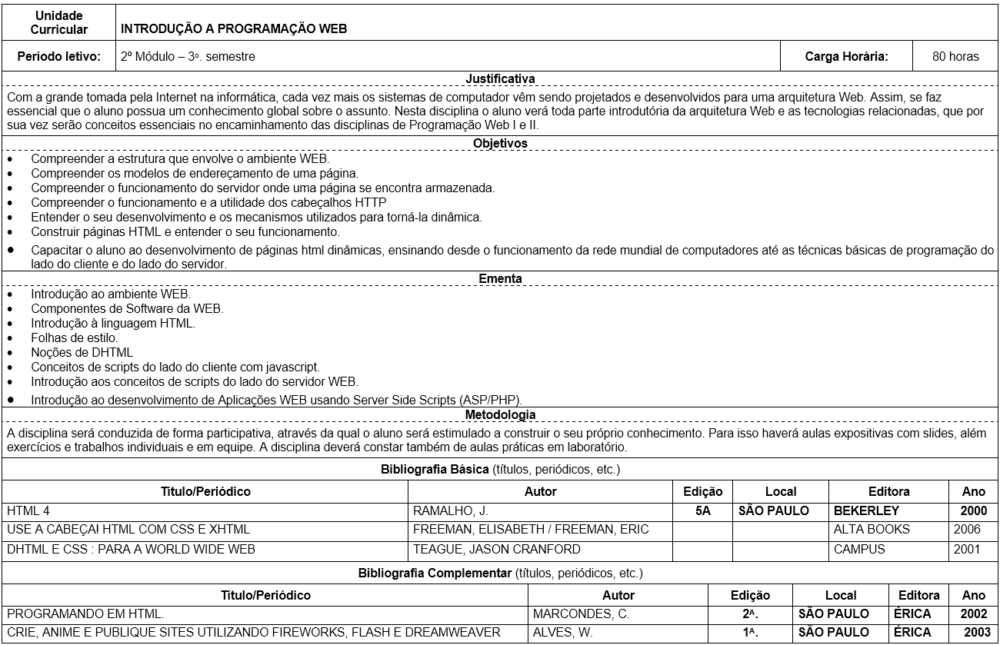 Unidade
Curricular
INTRODUÇÃO A PROGRAMAÇÃO WEB
Período letivo: 2º Módulo – 3º. semestre Carga Horária: 80 horas
Justificativa
Com a grande tomada pela Internet na informática, cada vez mais os sistemas de computador vêm sendo projetados e desenvolvidos para uma arquitetura Web. Assim, se faz
essencial que o aluno possua um conhecimento global sobre o assunto. Nesta disciplina o aluno verá toda parte introdutória da arquitetura Web e as tecnologias relacionadas, que por
sua vez serão conceitos essenciais no encaminhamento das disciplinas de Programação Web I e II.
Objetivos
• Compreender a estrutura que envolve o ambiente WEB.
• Compreender os modelos de endereçamento de uma página.
• Compreender o funcionamento do servidor onde uma página se encontra armazenada.
• Compreender o funcionamento e a utilidade dos cabeçalhos HTTP
• Entender o seu desenvolvimento e os mecanismos utilizados para torná-la dinâmica.
• Construir páginas HTML e entender o seu funcionamento.
• Capacitar o aluno ao desenvolvimento de páginas html dinâmicas, ensinando desde o funcionamento da rede mundial de computadores até as técnicas básicas de programação do
lado do cliente e do lado do servidor.
Ementa
• Introdução ao ambiente WEB.
• Componentes de Software da WEB.
• Introdução à linguagem HTML.
• Folhas de estilo.
• Noções de DHTML
• Conceitos de scripts do lado do cliente com javascript.
• Introdução aos conceitos de scripts do lado do servidor WEB.
• Introdução ao desenvolvimento de Aplicações WEB usando Server Side Scripts (ASP/PHP).
Metodologia
A disciplina será conduzida de forma participativa, através da qual o aluno será estimulado a construir o seu próprio conhecimento. Para isso haverá aulas expositivas com slides, além
exercícios e trabalhos individuais e em equipe. A disciplina deverá constar também de aulas práticas em laboratório.
Bibliografia Básica (títulos, periódicos, etc.)
Título/Periódico Autor Edição Local Editora Ano
HTML 4 RAMALHO, J. 5A SÃO PAULO BEKERLEY 2000
USE A CABEÇA! HTML COM CSS E XHTML FREEMAN, ELISABETH / FREEMAN, ERIC ALTA BOOKS 2006
DHTML E CSS : PARA A WORLD WIDE WEB TEAGUE, JASON CRANFORD CAMPUS 2001
Bibliografia Complementar (títulos, periódicos, etc.)
Título/Periódico Autor Edição Local Editora Ano
PROGRAMANDO EM HTML. MARCONDES, C. 2ᴬ. SÃO PAULO ÉRICA 2002
CRIE, ANIME E PUBLIQUE SITES UTILIZANDO FIREWORKS, FLASH E DREAMWEAVER ALVES, W. 1ᴬ. SÃO PAULO ÉRICA 2003